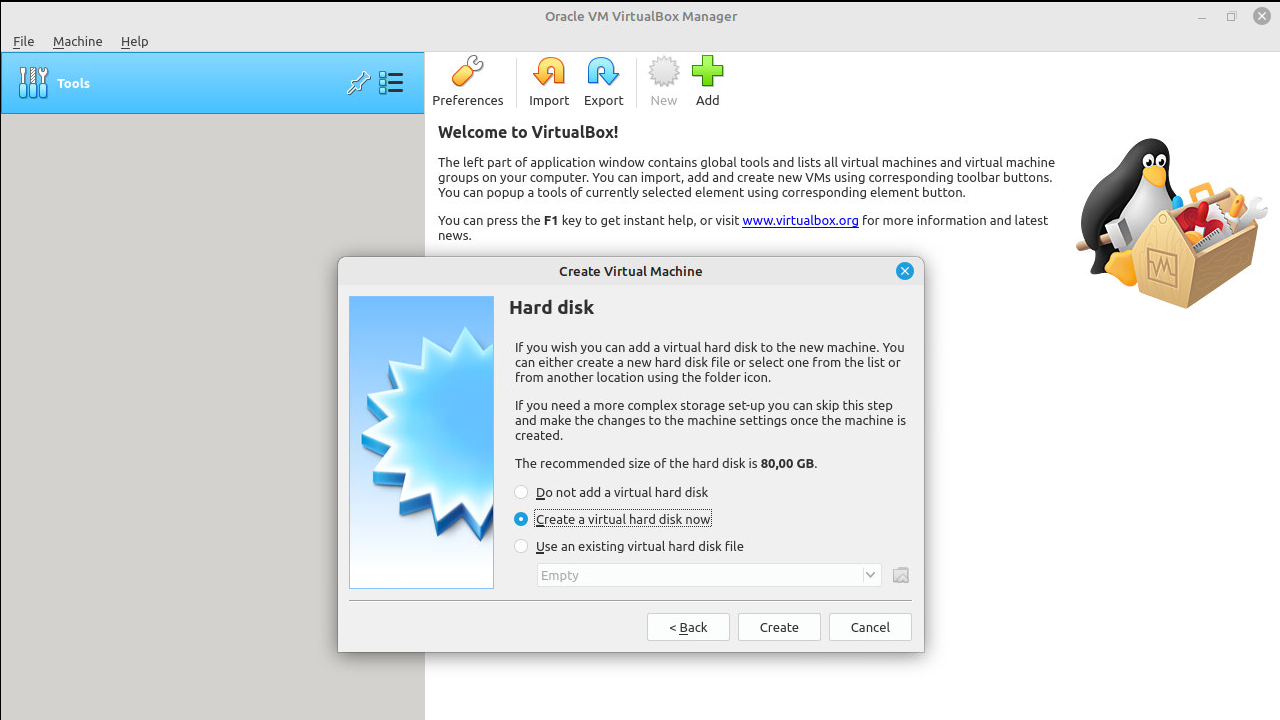 Oracle VM VirtualBox Manager
File Machine Help
Tools
Preferences Import Export New Add
Welcome to VirtualBox!
The left part of application window contains global tools and lists all virtual machines and virtual machine
groups on your computer. You can import, add and create new VMs using corresponding toolbar buttons.
You can popup a tools of currently selected element using corresponding element button.
You can press the F1 key to get instant help, or visit www.virtualbox.org for more information and latest
news.
Create Virtual Machine
Hard disk
If you wish you can add a virtual hard disk to the new machine. You
can either create a new hard disk file or select one from the list or
from another location using the folder icon.
If you need a more complex storage set-up you can skip this step
and make the changes to the machine settings once the machine is
created.
The recommended size of the hard disk is 80,00 GB.
Do not add a virtual hard disk
Create a virtual hard disk now
Use an existing virtual hard disk file
Empty
< Back Create Cancel